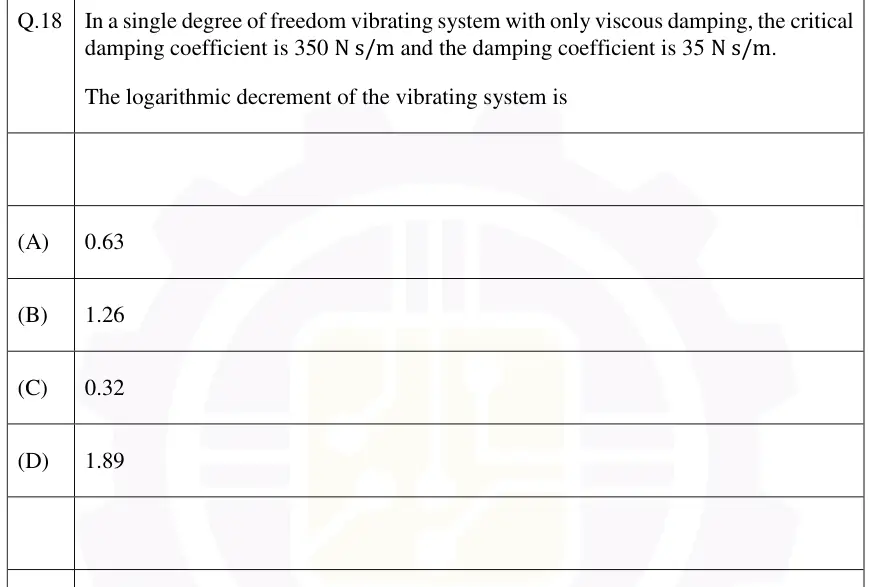 Q.18 In a single degree of freedom vibrating system with only viscous damping, the critical
damping coefficient is 350 N s/m and the damping coefficient is 35 N s/m.
The logarithmic decrement of the vibrating system is
(A) 0.63
(B) 1.26
(C) 0.32
(D) 1.89